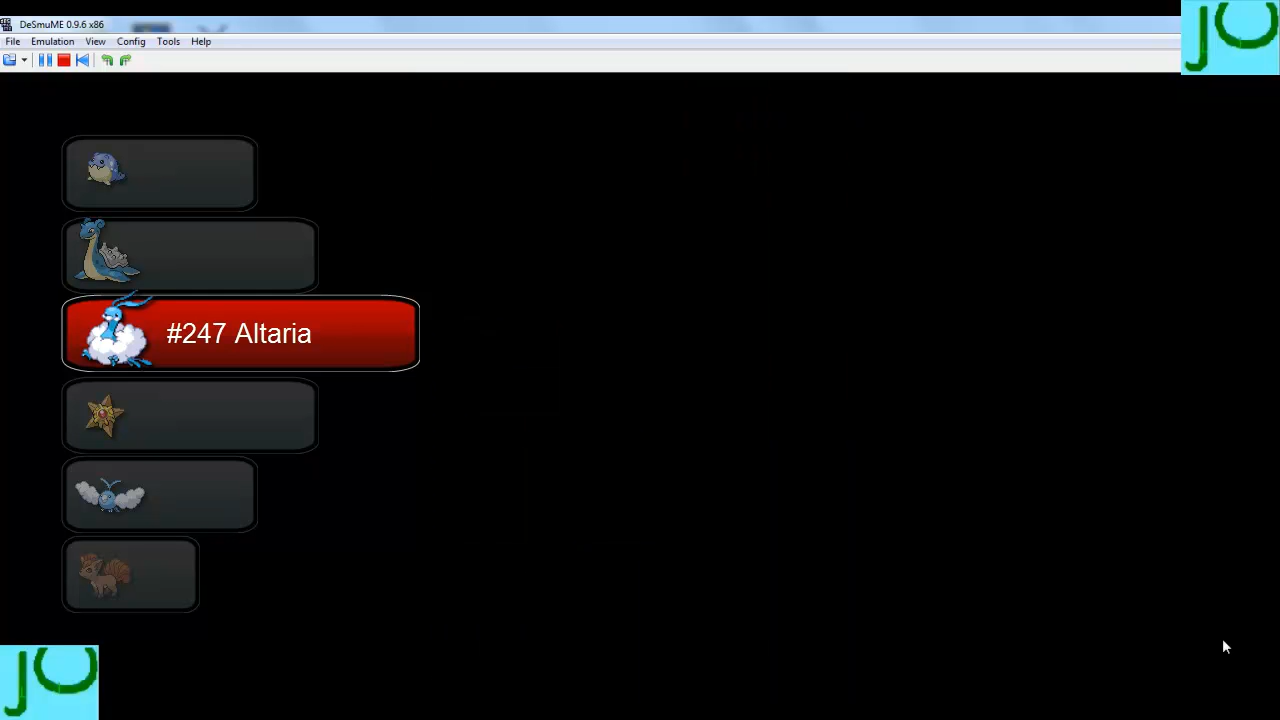 DeSmuME 0.9.6 x86
File Emulation View Config Tools Help
JO
#247 Altaria
JO